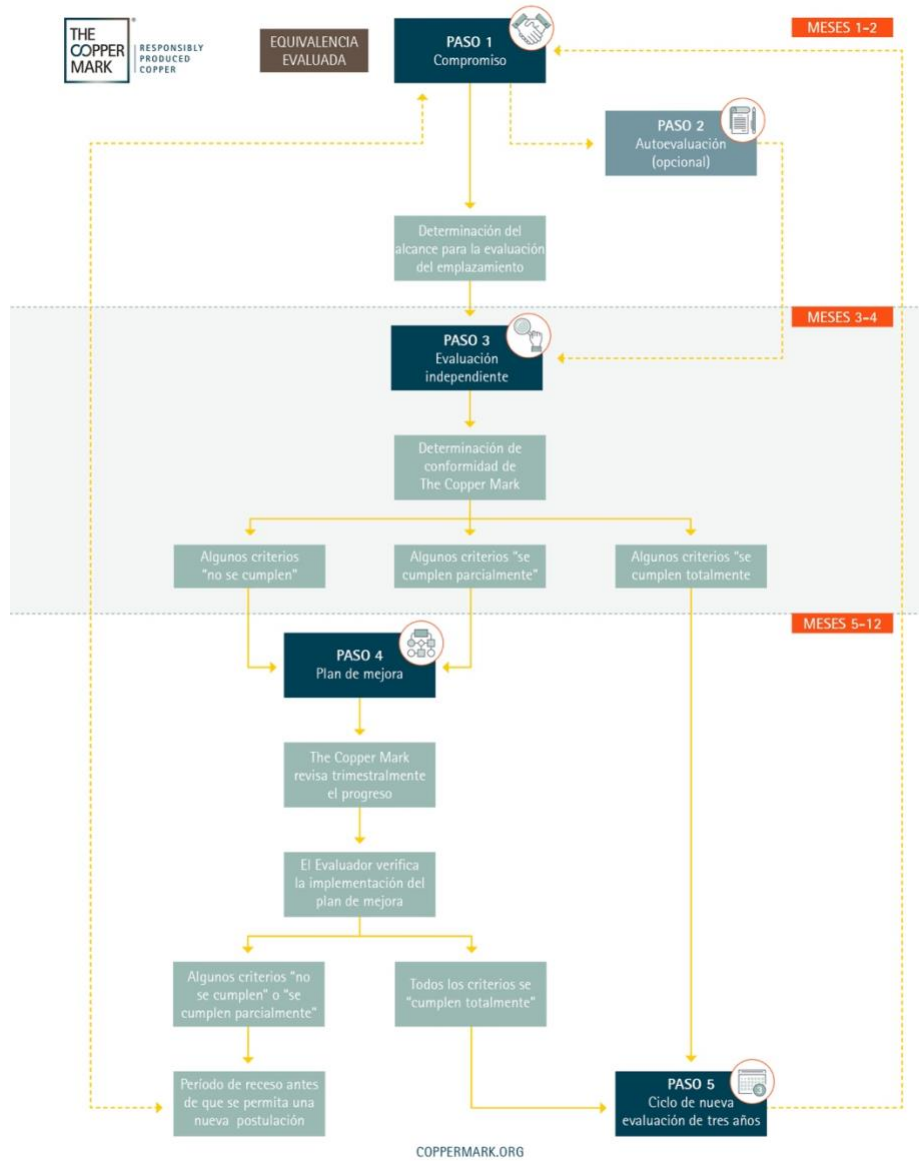 THE
COPPER
MARK
®
RESPONSIBLY
PRODUCED
COPPER
EQUIVALENCIA
EVALUADA
PASO 1
Compromiso
MESES 1-2
PASO 2
Autoevaluación
(opcional)
Determinación del
alcance para la evaluación
del emplazamiento
MESES 3-4
PASO 3
Evaluación
independiente
Determinación de
conformidad de
The Copper Mark
Algunos criterios
"no se cumplen"
Algunos criterios "se
cumplen parcialmente"
Algunos criterios "se
cumplen totalmente
MESES 5-12
PASO 4
Plan de mejora
The Copper Mark
revisa trimestralmente
el progreso
El Evaluador verifica
la implementación del
plan de mejora
Algunos criterios "no
se cumplen" o "se
cumplen parcialmente"
Todos los criterios se
"cumplen totalmente"
Período de receso antes
de que se permita una
nueva postulación
PASO 5
Ciclo de nueva
evaluación de tres años
3
COPPERMARK.ORG